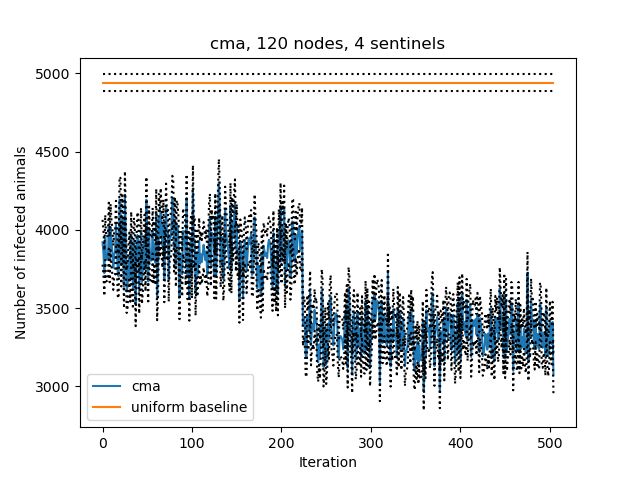 cma, 120 nodes, 4 sentinels
Number of infected animals
5000
4500
4000
3500
3000
cma
uniform baseline
0 100 200 300 400 500
Iteration